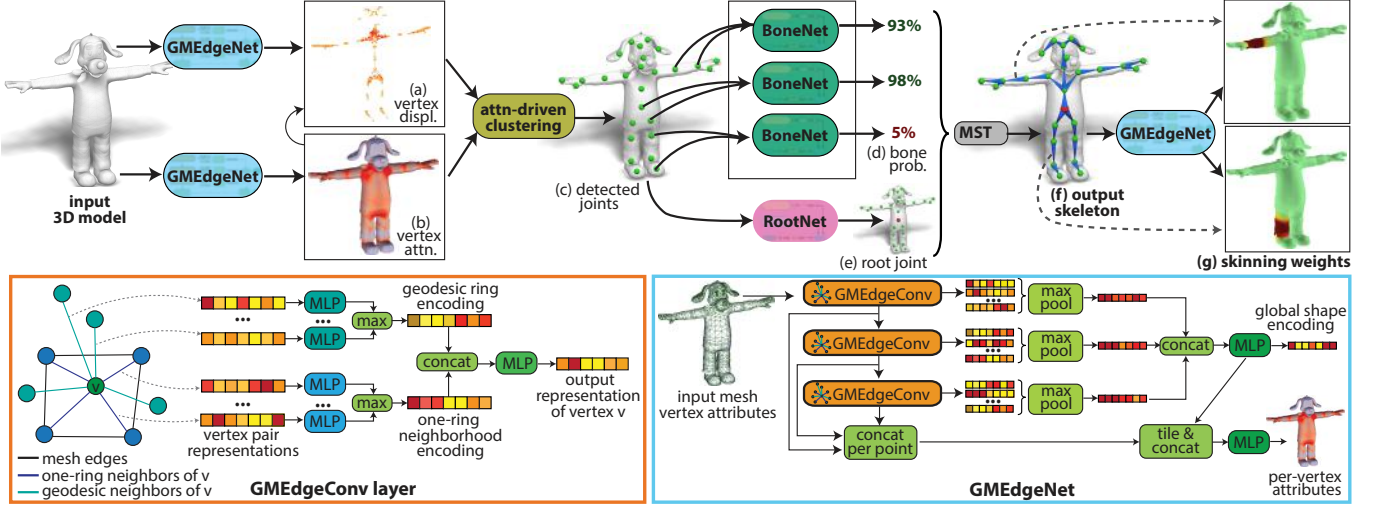 input
3D model
GMEdgeNet
GMEdgeNet
(a)
vertex
displ.
(b)
vertex
attn.
attn-driven
clustering
(c) detected
joints
BoneNet
BoneNet
BoneNet
93%
98%
5%
(d) bone
prob.
RootNet
(e) root joint
MST
(f) output
skeleton
GMEdgeNet
(g) skinning weights
MLP
...
...
MLP
max
geodesic ring
encoding
MLP
...
...
MLP
max
concat
MLP
output
representation
of vertex v
one-ring
neighborhood
encoding
vertex pair
representations
v
mesh edges
one-ring neighbors of v
geodesic neighbors of v
GMEdgeConv layer
input mesh
vertex attributes
GMEdgeConv
...
max
pool
GMEdgeConv
...
max
pool
GMEdgeConv
...
max
pool
concat
MLP
global shape
encoding
concat
per point
tile &
concat
MLP
per-vertex
attributes
GMEdgeNet